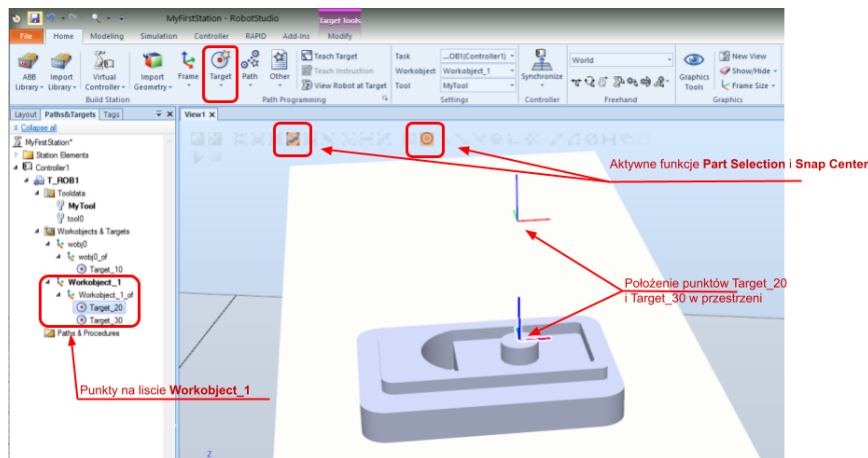 MyFirstStation - RobotStudio
Target Tools
File Home Modeling Simulation Controller RAPID Add-Ins Modify
ABB Library
Import Library
Virtual Controller
Import Geometry
Build Station
Frame
Target
Path
Other
Teach Target
Teach Instruction
View Robot at Target
Path Programming
Task ...OB1(Controller1)
Workobject Workobject_1
Tool MyTool
Settings
Synchronize
Controller
World
Freehand
Graphics Tools
New View
Show/Hide
Frame Size
Graphics
Layout Paths&Targets Tags
View1 X
Collapse all
MyFirstStation*
Station Elements
Controller1
T_ROB1
Tooldata
MyTool
tool0
Workobjects & Targets
wobj0
wobj0_of
Target_10
Workobject_1
Workobject_1_of
Target_20
Target_30
Paths & Procedures
Aktywne funkcje Part Selection i Snap Center
Położenie punktów Target_20
i Target_30 w przestrzeni
Punkty na liscie Workobject_1
Z